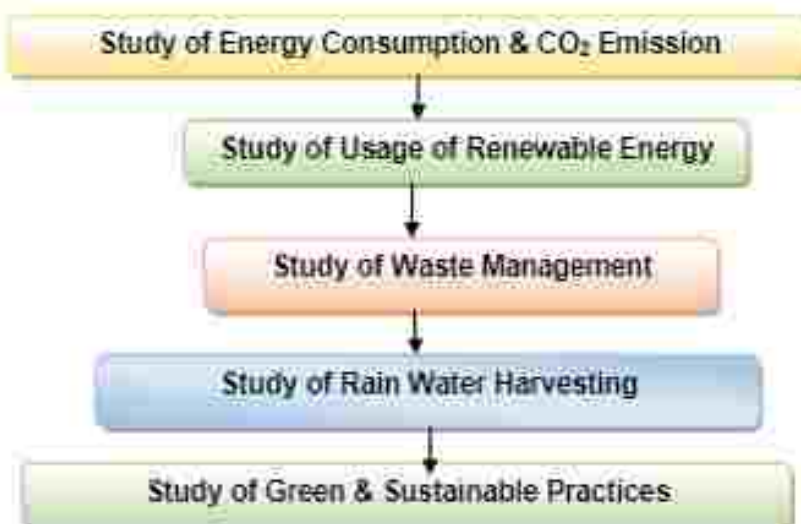 Study of Energy Consumption & CO₂ Emission
Study of Usage of Renewable Energy
Study of Waste Management
Study of Rain Water Harvesting
Study of Green & Sustainable Practices